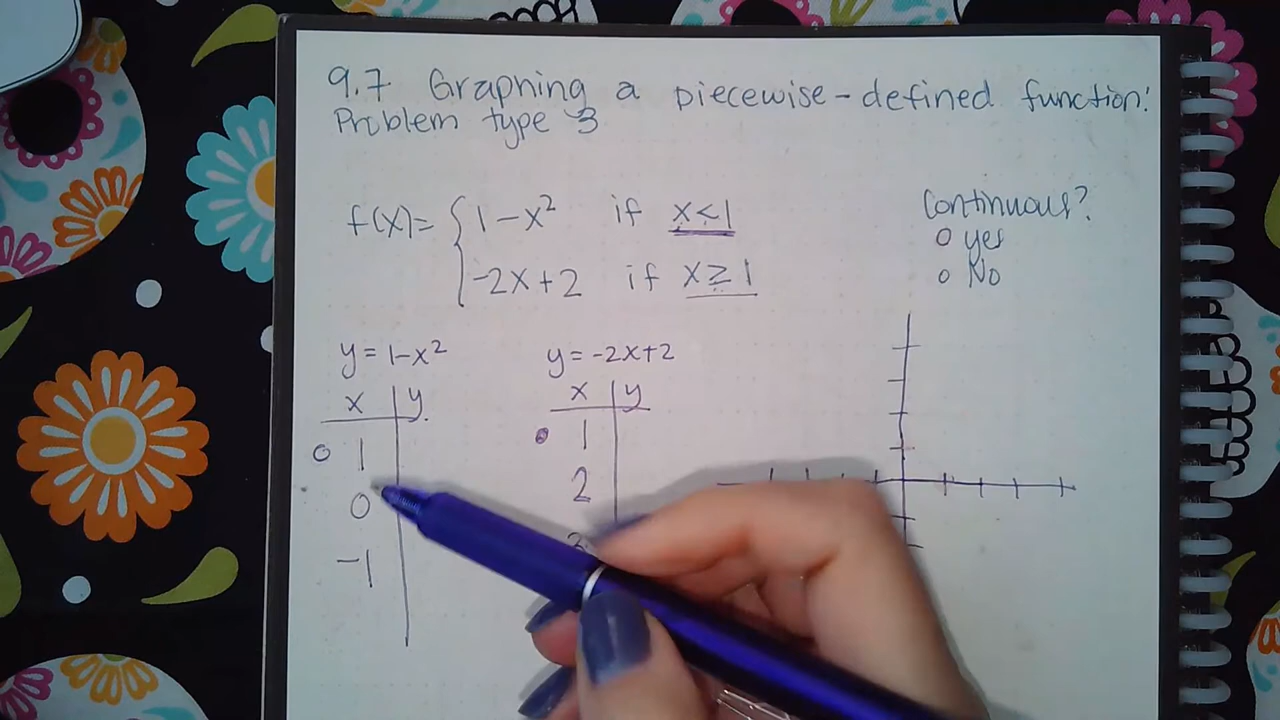 9.7 Graphing a piecewise-defined function:
Problem type 3
f(x)= { 1-x² if x<1
-2x+2 if x≥1
Continuous?
○ yes
○ No
y=1-x²
x | y
○ 1
0
-1
y=-2x+2
x | y
● 1
2